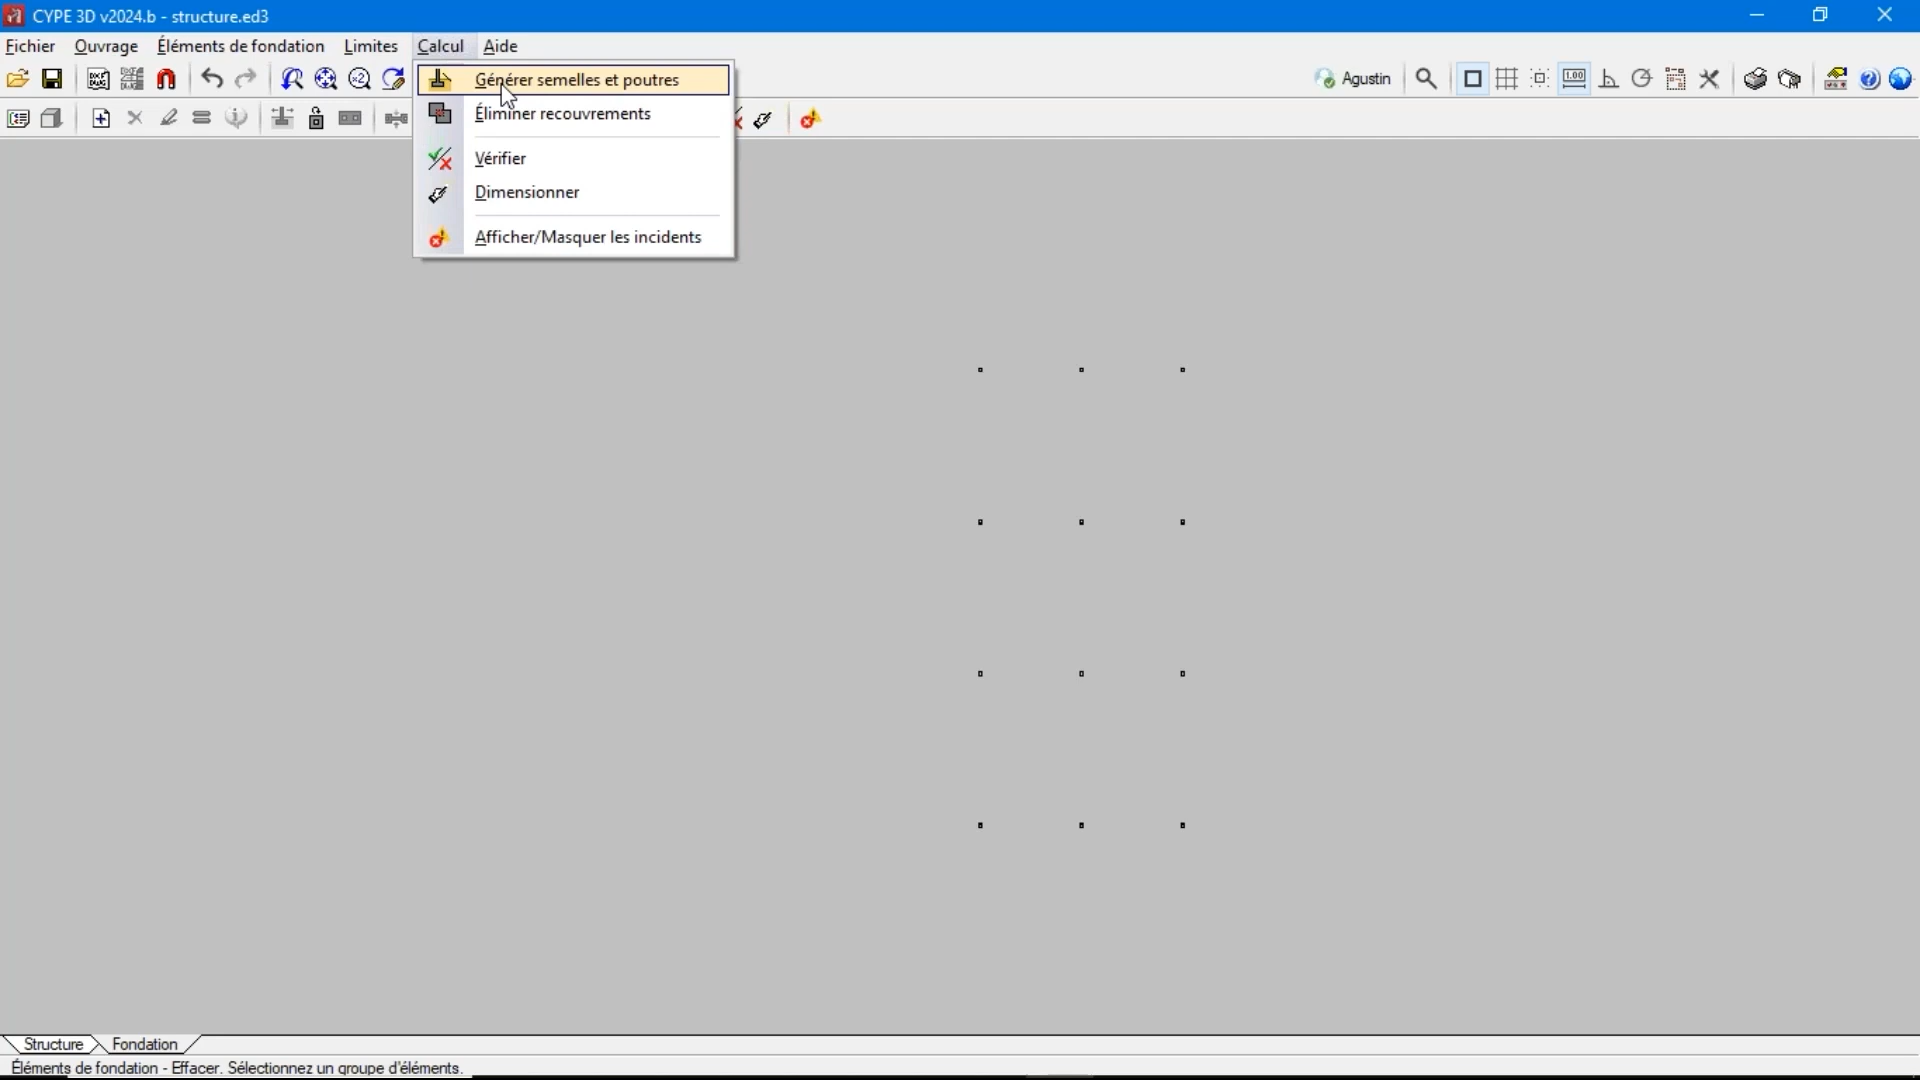 CYPE 3D v2024.b - structure.ed3
Fichier Ouvrage Éléments de fondation Limites Calcul Aide
Agustin
Générer semelles et poutres
Éliminer recouvrements
Vérifier
Dimensionner
Afficher/Masquer les incidents
Structure Fondation
Éléments de fondation - Effacer. Sélectionnez un groupe d'éléments.